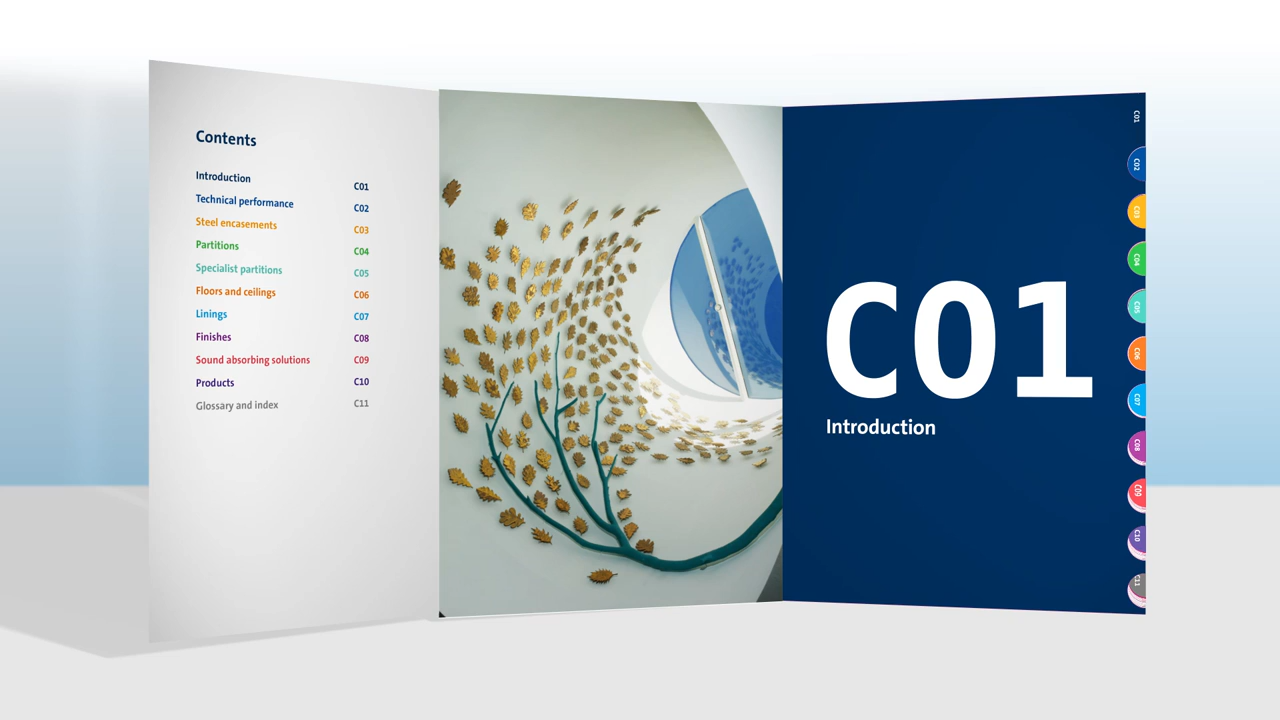 Contents
Introduction C01
Technical performance C02
Steel encasements C03
Partitions C04
Specialist partitions C05
Floors and ceilings C06
Linings C07
Finishes C08
Sound absorbing solutions C09
Products C10
Glossary and index C11
C01
Introduction
C01
C02
C03
C04
C05
C06
C07
C08
C09
C10
C11